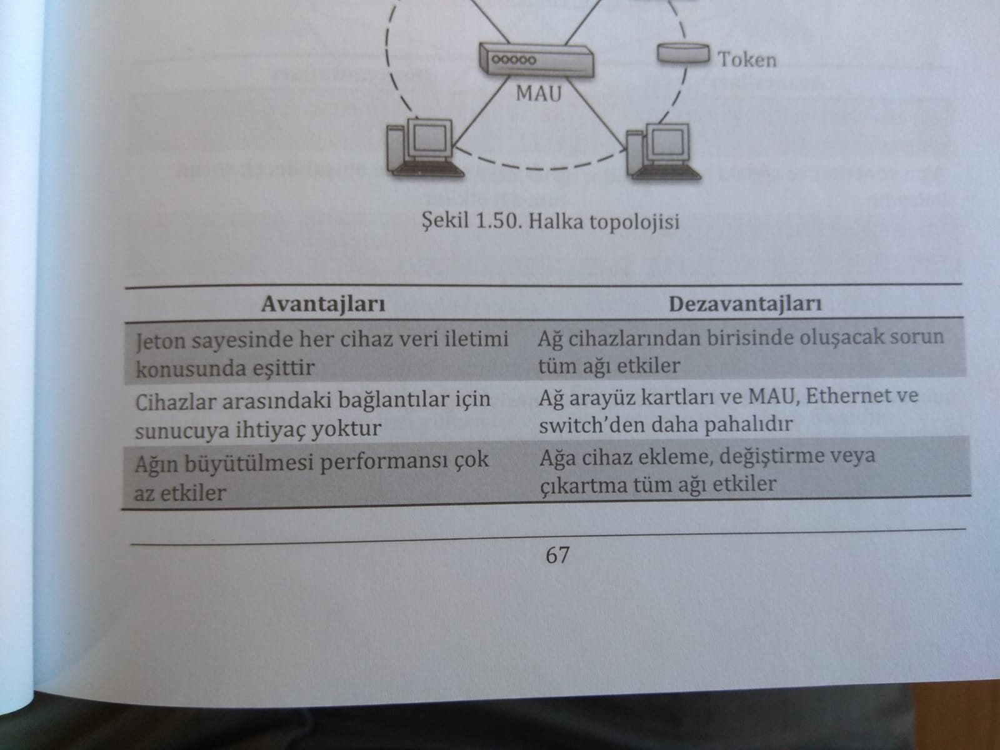 Token
MAU
Şekil 1.50. Halka topolojisi
Avantajları Dezavantajları
Jeton sayesinde her cihaz veri iletimi Ağ cihazlarından birisinde oluşacak sorun
konusunda eşittir tüm ağı etkiler
Cihazlar arasındaki bağlantılar için Ağ arayüz kartları ve MAU, Ethernet ve
sunucuya ihtiyaç yoktur switch'den daha pahalıdır
Ağın büyütülmesi performansı çok Ağa cihaz ekleme, değiştirme veya
az etkiler çıkartma tüm ağı etkiler
67